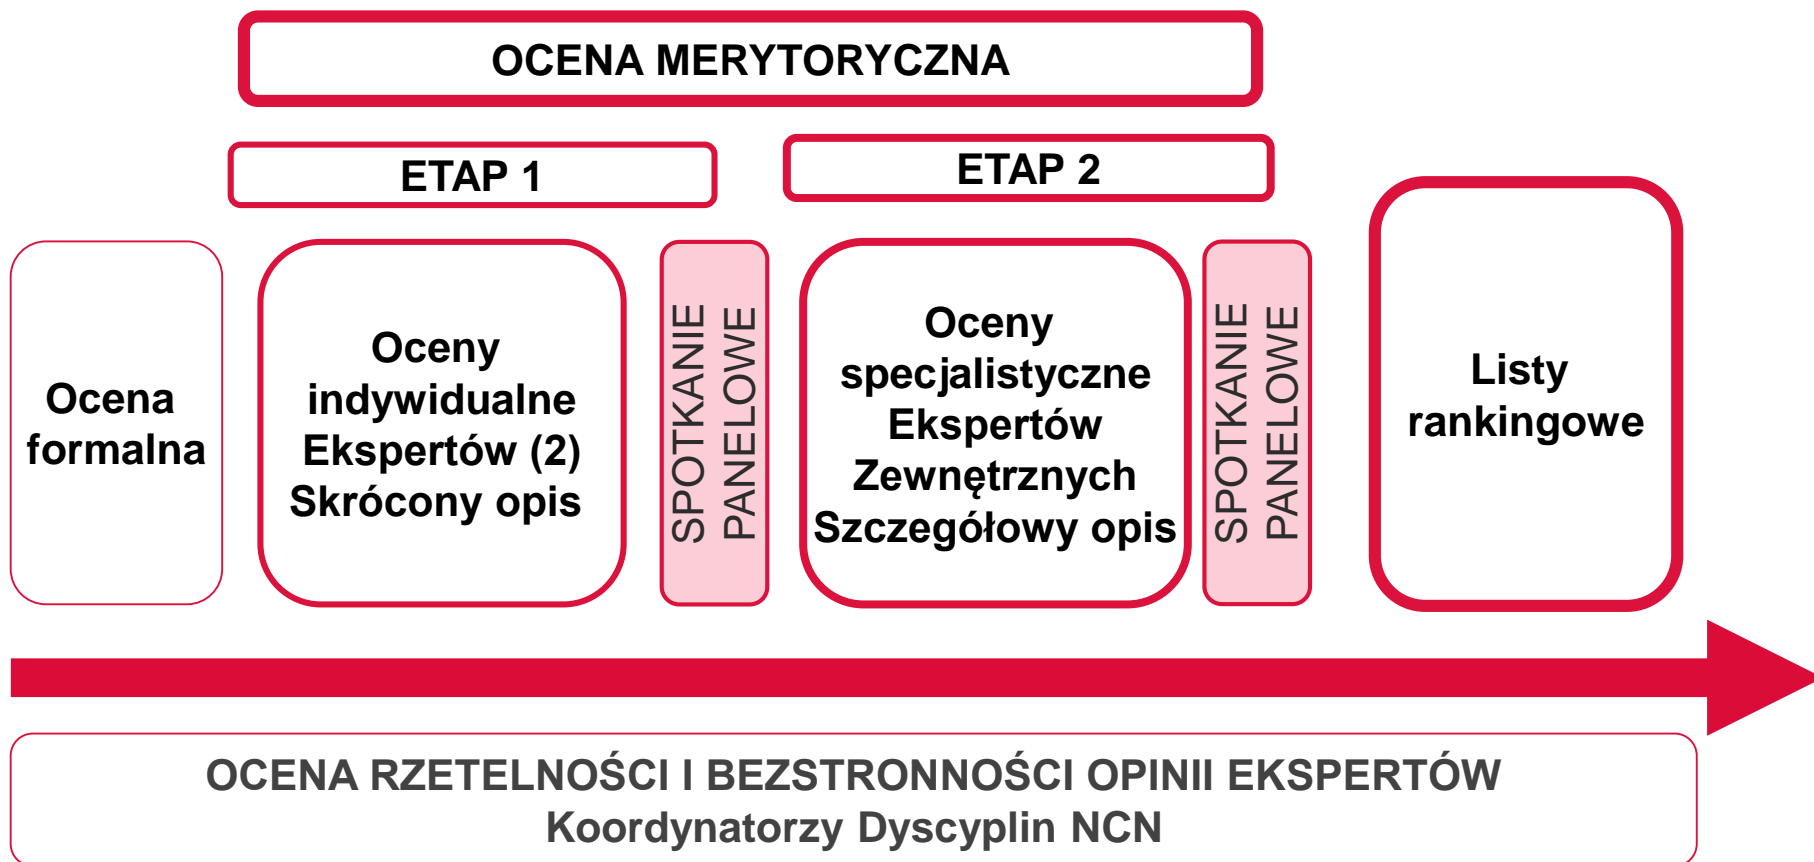 OCENA MERYTORYCZNA
ETAP 1
ETAP 2
Ocena
formalna
Oceny
indywidualne
Ekspertów (2)
Skrócony opis
SPOTKANIE
PANELOWE
Oceny
specjalistyczne
Ekspertów
Zewnętrznych
Szczegółowy opis
SPOTKANIE
PANELOWE
Listy
rankingowe
OCENA RZETELNOŚCI I BEZSTRONNOŚCI OPINII EKSPERTÓW
Koordynatorzy Dyscyplin NCN